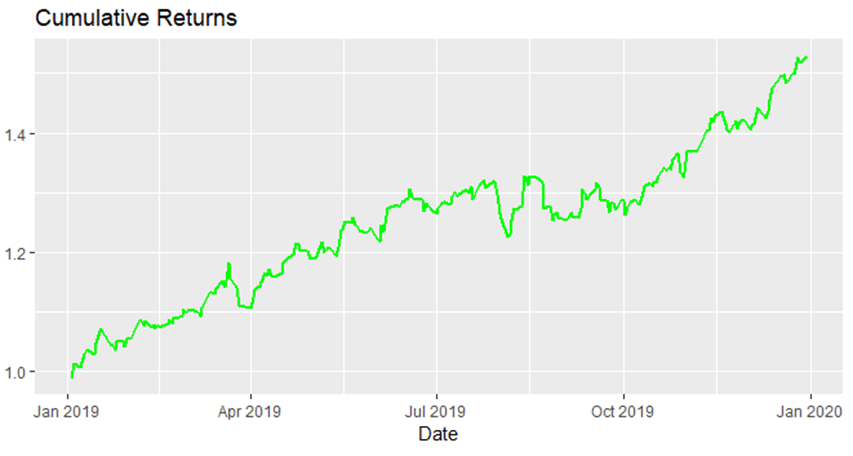 Cumulative Returns
1.4
1.2
1.0
Jan 2019 Apr 2019 Jul 2019 Oct 2019 Jan 2020
Date